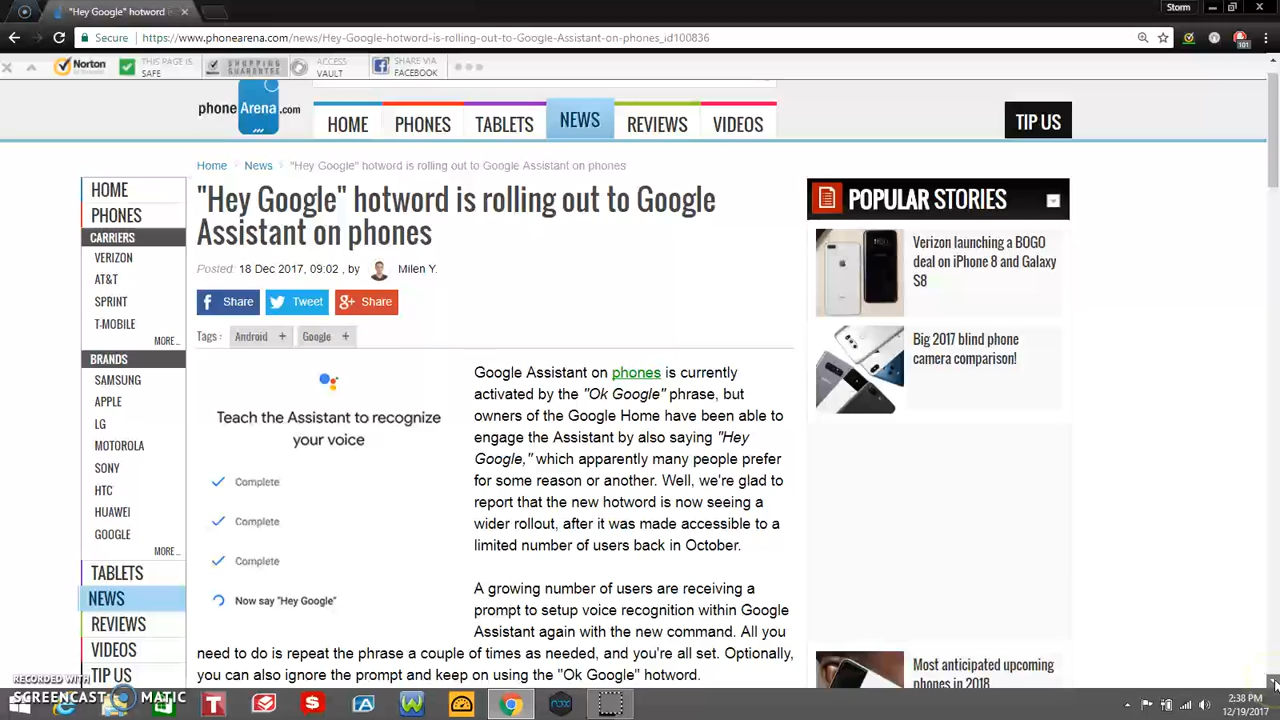 "Hey Google" hotword is
Storm
Secure
https://www.phonearena.com/news/Hey-Google-hotword-is-rolling-out-to-Google-Assistant-on-phones_id100836
Norton
THIS PAGE IS
SAFE
SHOPPING
GUARANTEE
ACCESS
VAULT
SHARE VIA
FACEBOOK
phoneArena.com
HOME
PHONES
TABLETS
NEWS
REVIEWS
VIDEOS
TIP US
Home
News
"Hey Google" hotword is rolling out to Google Assistant on phones
HOME
PHONES
CARRIERS
VERIZON
AT&T
SPRINT
T-MOBILE
MORE...
BRANDS
SAMSUNG
APPLE
LG
MOTOROLA
SONY
HTC
HUAWEI
GOOGLE
MORE...
TABLETS
NEWS
REVIEWS
VIDEOS
TIP US
"Hey Google" hotword is rolling out to Google
Assistant on phones
Posted: 18 Dec 2017, 09:02 , by Milen Y.
Share
Tweet
Share
Tags :
Android +
Google +
Teach the Assistant to recognize
your voice
Complete
Complete
Complete
Now say "Hey Google"
Google Assistant on phones is currently
activated by the "Ok Google" phrase, but
owners of the Google Home have been able to
engage the Assistant by also saying "Hey
Google," which apparently many people prefer
for some reason or another. Well, we're glad to
report that the new hotword is now seeing a
wider rollout, after it was made accessible to a
limited number of users back in October.
A growing number of users are receiving a
prompt to setup voice recognition within Google
Assistant again with the new command. All you
need to do is repeat the phrase a couple of times as needed, and you're all set. Optionally,
you can also ignore the prompt and keep on using the "Ok Google" hotword.
POPULAR STORIES
Verizon launching a BOGO
deal on iPhone 8 and Galaxy
S8
Big 2017 blind phone
camera comparison!
Most anticipated upcoming
phones in 2018
RECORDED WITH
SCREENCAST MATIC
2:38 PM
12/19/2017